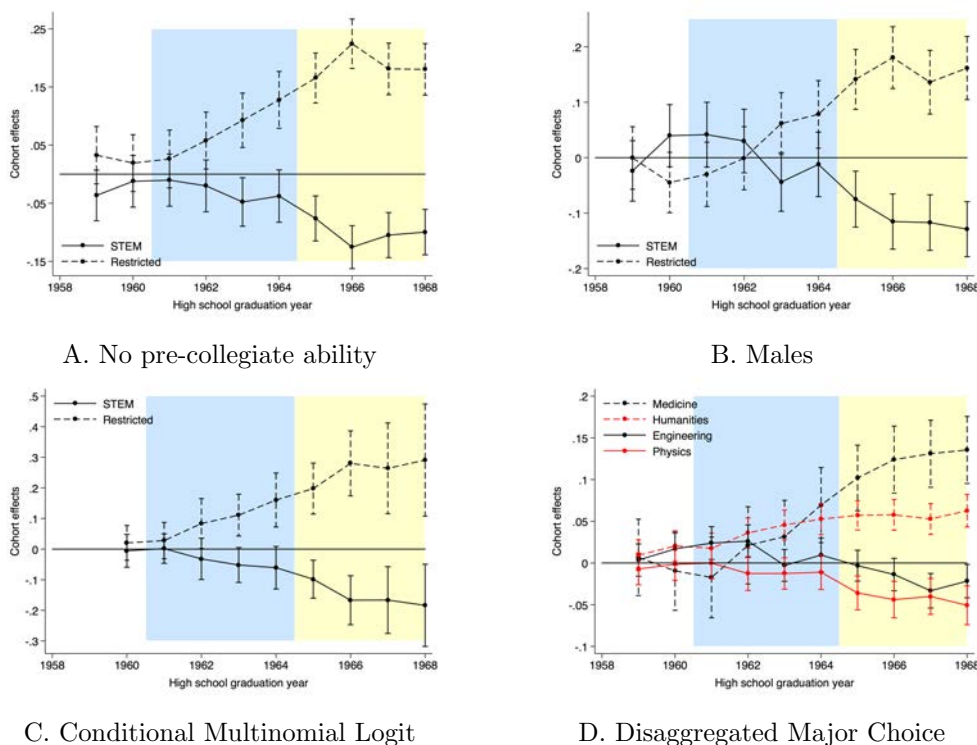 .25
.15
.05
-.05
-.15
Cohort effects
STEM
Restricted
1958 1960 1962 1964 1966 1968
High school graduation year
A. No pre-collegiate ability
.2
.1
0
-.1
-.2
Cohort effects
STEM
Restricted
1958 1960 1962 1964 1966 1968
High school graduation year
B. Males
.5
.4
.3
.2
.1
0
-.1
-.2
-.3
Cohort effects
STEM
Restricted
1958 1960 1962 1964 1966 1968
High school graduation year
C. Conditional Multinomial Logit
.2
.15
.1
.05
0
-.05
-.1
Cohort effects
Medicine
Humanities
Engineering
Physics
1958 1960 1962 1964 1966 1968
High school graduation year
D. Disaggregated Major Choice